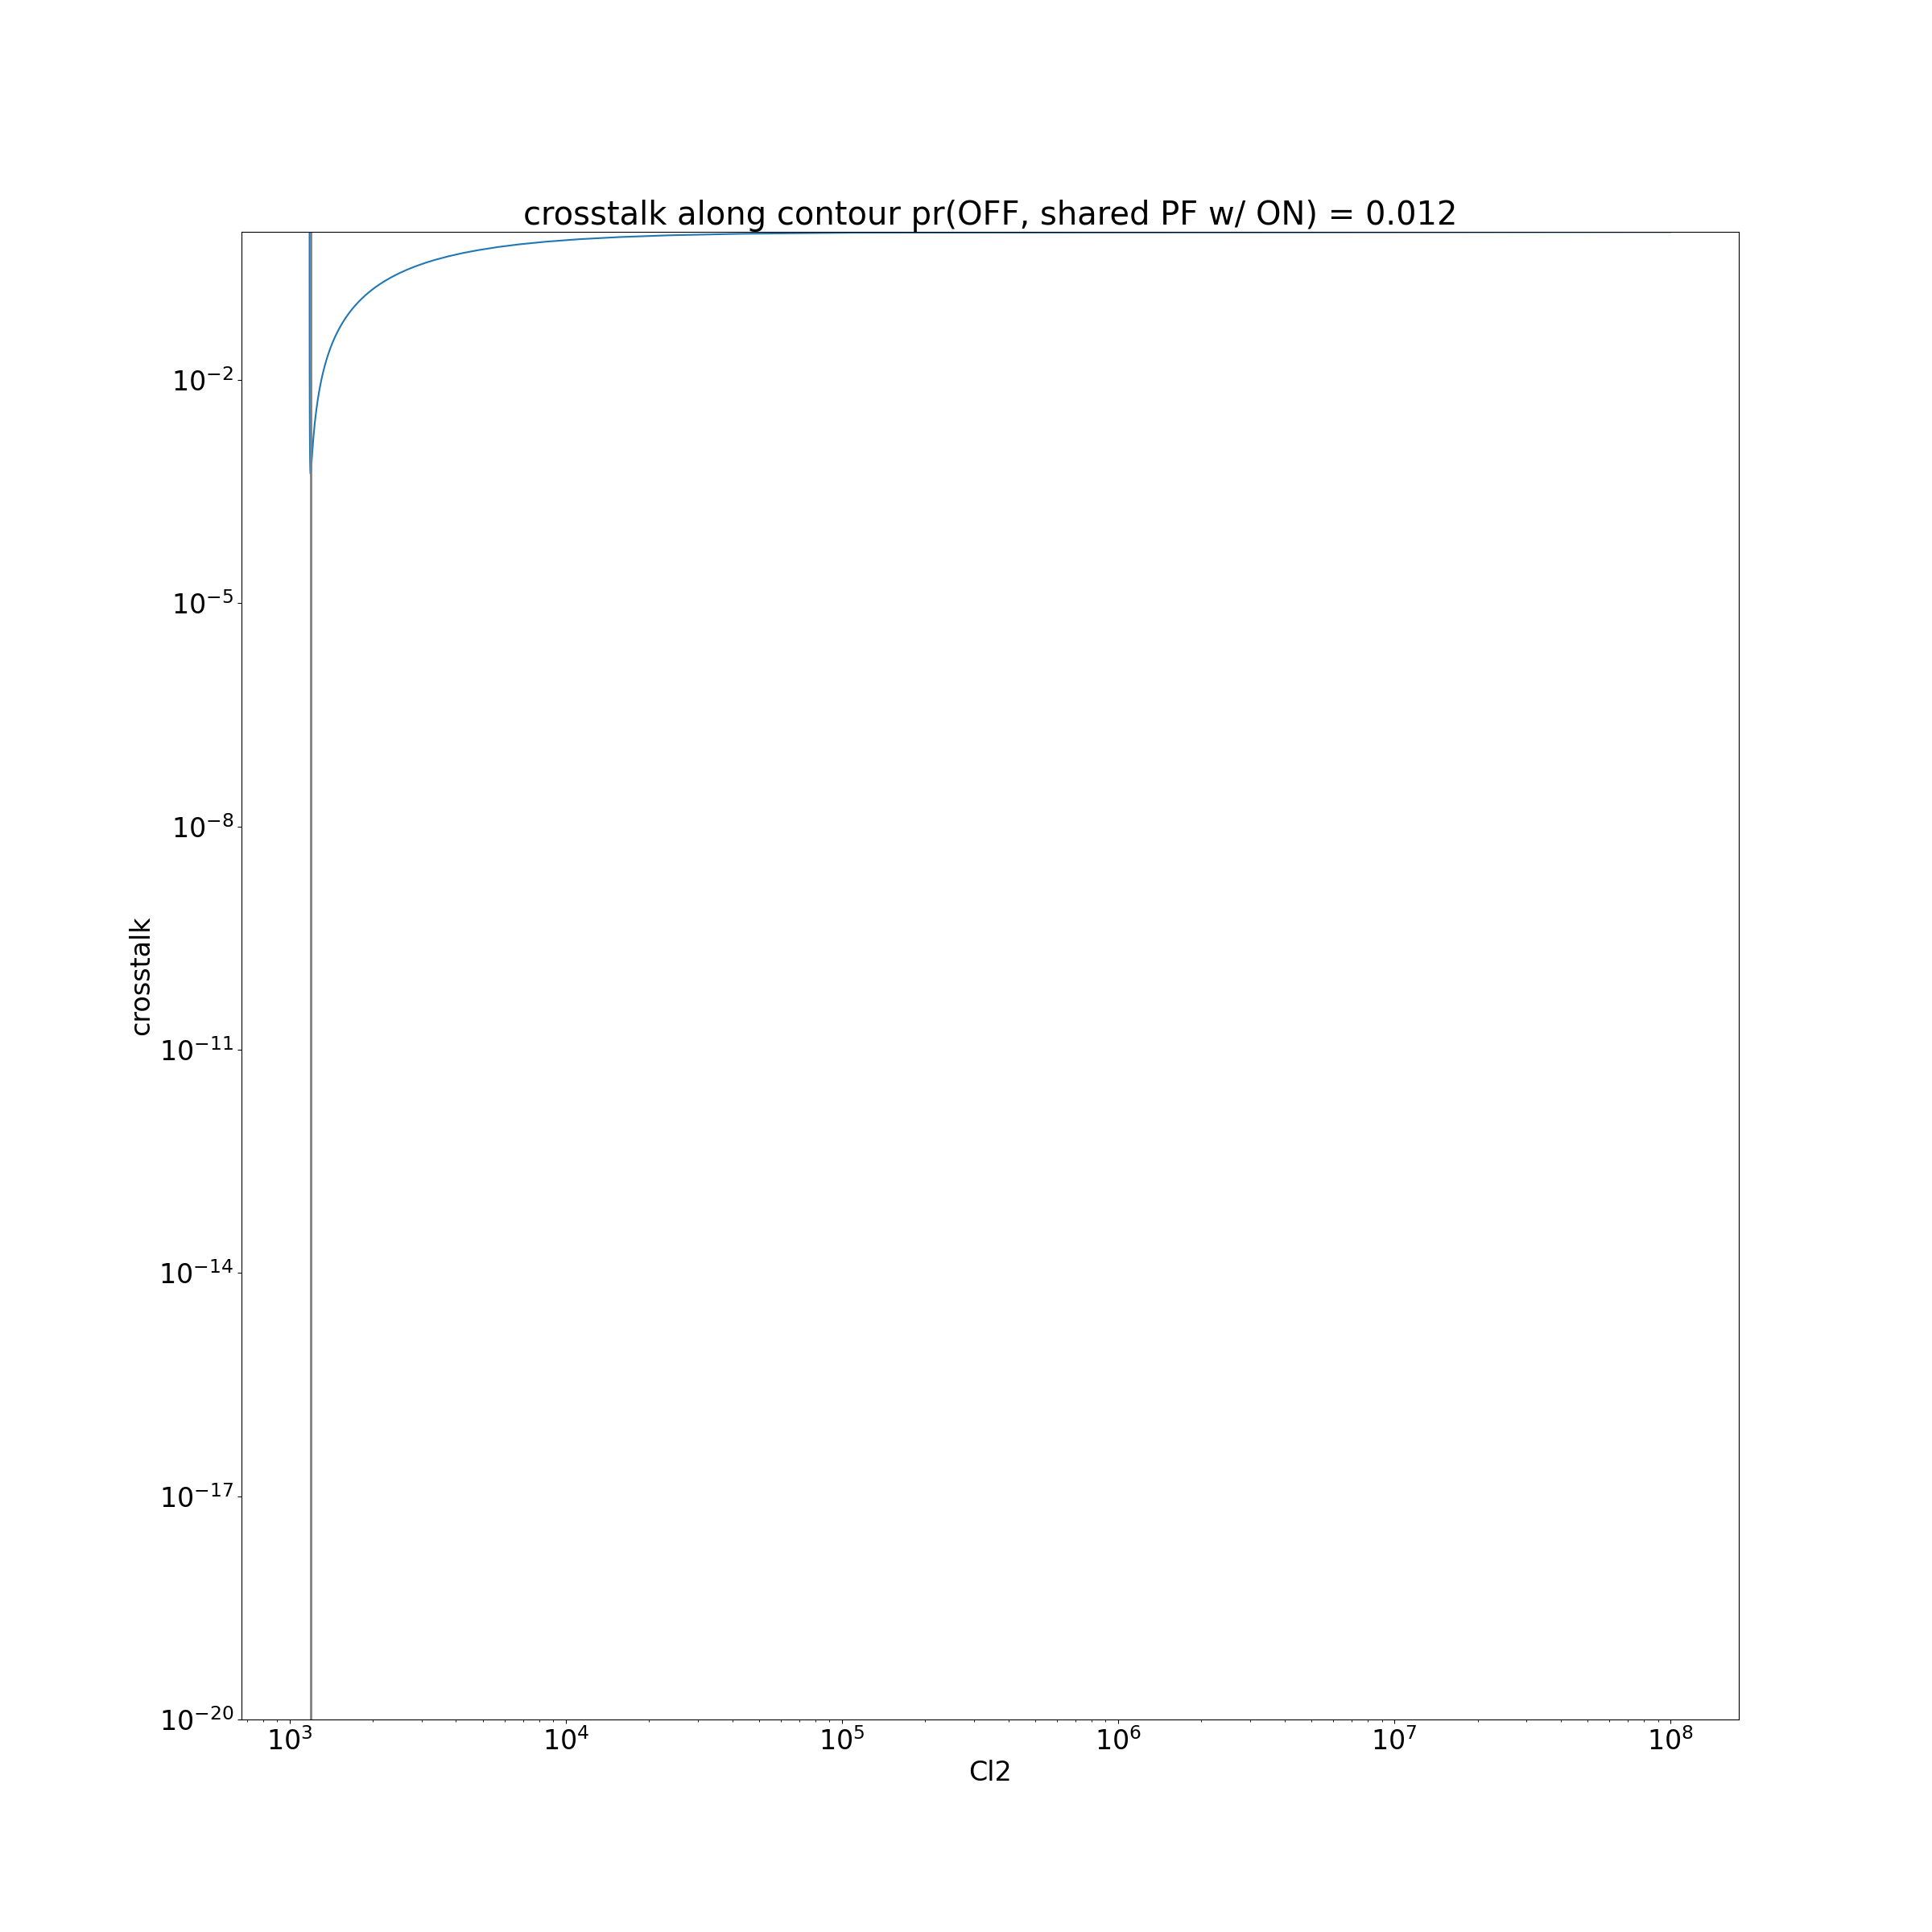 crosstalk along contour pr(OFF, shared PF w/ ON) = 0.012
10⁻²
10⁻⁵
10⁻⁸
10⁻¹¹
10⁻¹⁴
10⁻¹⁷
10⁻²⁰
crosstalk
10³ 10⁴ 10⁵ 10⁶ 10⁷ 10⁸
Cl2